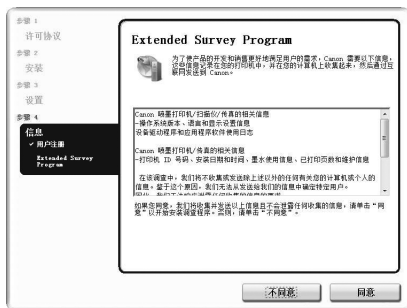 步骤 1
许可协议
步骤 2
安装
步骤 3
设置
步骤 4
信息
✓ 用户注册
Extended Survey
Program
Extended Survey Program
为了使产品的开发和销售更好地满足用户的需求，Canon 需要以下信息，
这些信息记录在您的打印机中，并在您的计算机上收集起来，然后通过互
联网发送到 Canon。
Canon 喷墨打印机/扫描仪/传真的相关信息
-操作系统版本、语言和显示设置信息
设备驱动程序和应用程序软件使用日志
Canon 喷墨打印机/传真的相关信息
-打印机 ID 号码、安装日期和时间、墨水使用信息、已打印页数和维护信息
在该调查中，我们将不收集或发送除上述以外的任何有关您的计算机或个人的
信息。鉴于这个原因，我们无法从发送给我们的信息中确定特定用户。
如果您同意，我们将收集并发送以上信息且不会泄露任何收集的信息，请单击“同
意”以开始安装调查程序。否则，请单击“不同意”。
不同意
同意